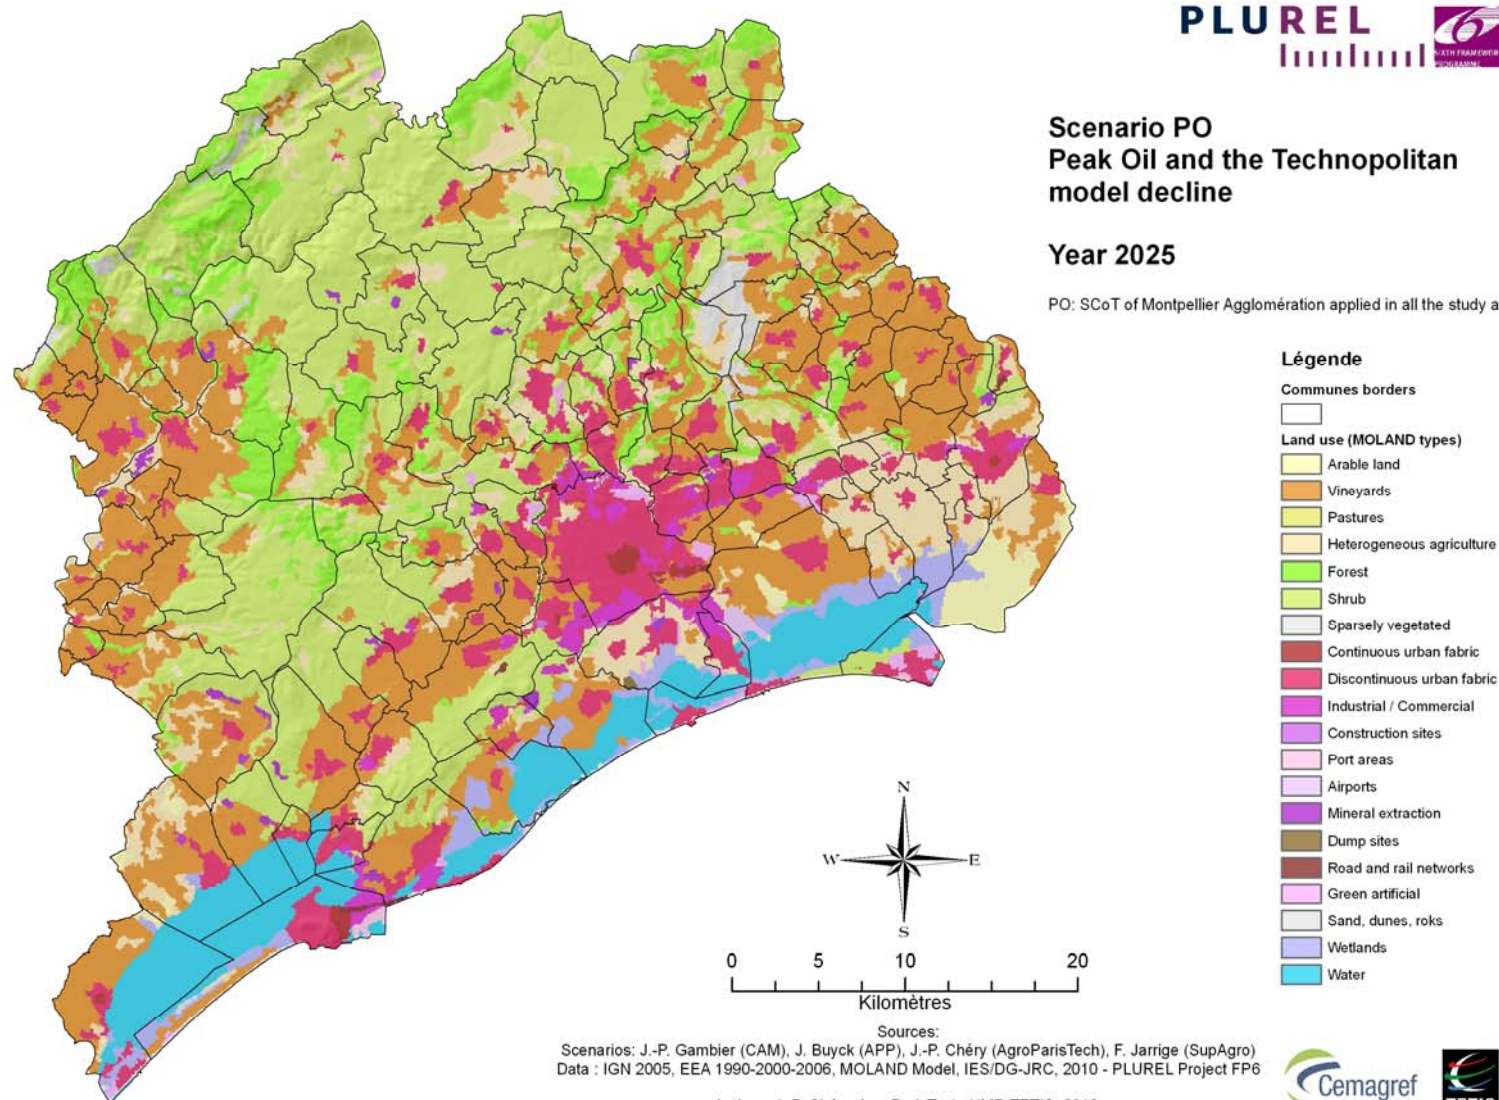 PLUREL
SIXTH FRAMEWORK
PROGRAMME
Scenario PO
Peak Oil and the Technopolitan
model decline
Year 2025
PO: SCoT of Montpellier Agglomération applied in all the study a
Légende
Communes borders
Land use (MOLAND types)
Arable land
Vineyards
Pastures
Heterogeneous agriculture
Forest
Shrub
Sparsely vegetated
Continuous urban fabric
Discontinuous urban fabric
Industrial / Commercial
Construction sites
Port areas
Airports
Mineral extraction
Dump sites
Road and rail networks
Green artificial
Sand, dunes, roks
Wetlands
Water
N
W
E
S
0 5 10 20
Kilomètres
Sources:
Scenarios: J.-P. Gambier (CAM), J. Buyck (APP), J.-P. Chéry (AgroParisTech), F. Jarrige (SupAgro)
Data : IGN 2005, EEA 1990-2000-2006, MOLAND Model, IES/DG-JRC, 2010 - PLUREL Project FP6
Cemagref